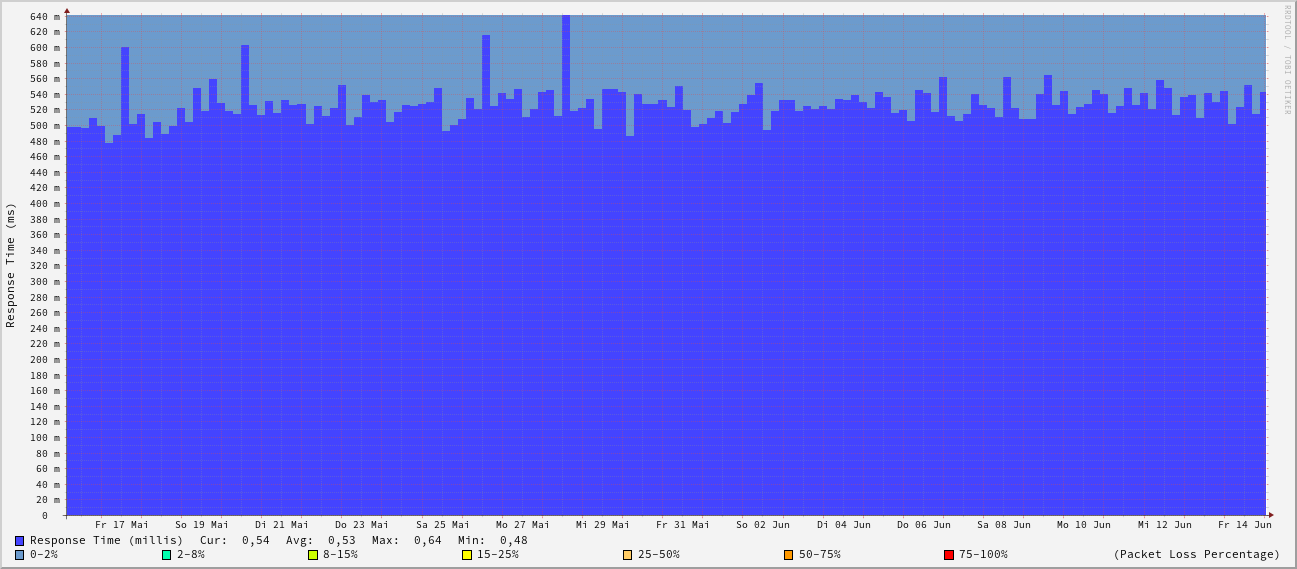 RRDTOOL / TOBI OETIKER
Response Time (ms)
640 m
620 m
600 m
580 m
560 m
540 m
520 m
500 m
480 m
460 m
440 m
420 m
400 m
380 m
360 m
340 m
320 m
300 m
280 m
260 m
240 m
220 m
200 m
180 m
160 m
140 m
120 m
100 m
80 m
60 m
40 m
20 m
0
Fr 17 Mai So 19 Mai Di 21 Mai Do 23 Mai Sa 25 Mai Mo 27 Mai Mi 29 Mai Fr 31 Mai So 02 Jun Di 04 Jun Do 06 Jun Sa 08 Jun Mo 10 Jun Mi 12 Jun Fr 14 Jun
Response Time (millis) Cur: 0,54 Avg: 0,53 Max: 0,64 Min: 0,48
0-2% 2-8% 8-15% 15-25% 25-50% 50-75% 75-100% (Packet Loss Percentage)